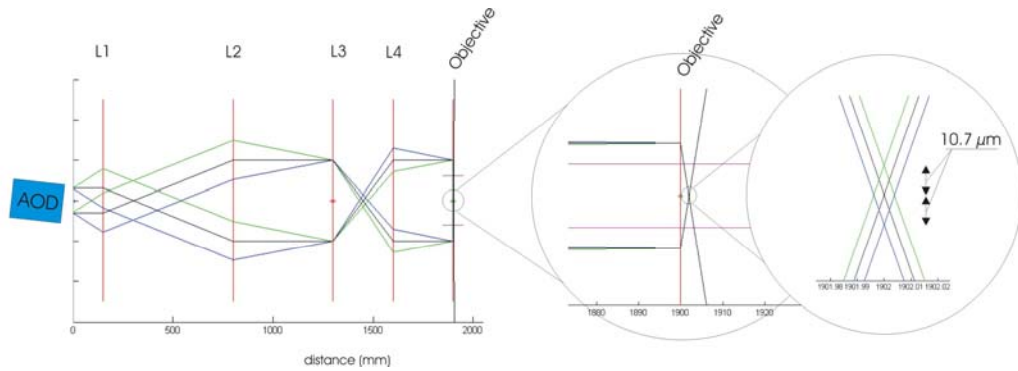 L1 L2 L3 L4 Objective
AOD
0 500 1000 1500 2000
distance (mm)
Objective
1880 1890 1900 1910 1920
10.7 µm
1901.98 1901.99 1902 1902.01 1902.02